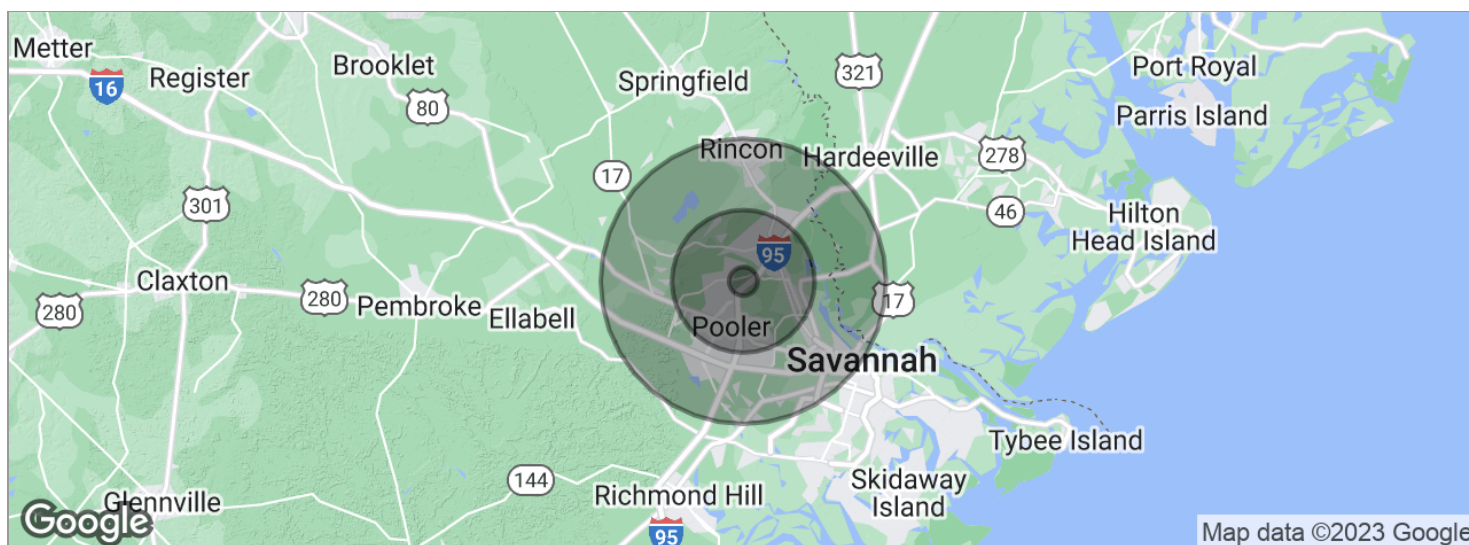 Metter
16
Register
Brooklet
80
Springfield
321
Port Royal
Parris Island
Rincon
Hardeeville
278
17
301
46
Hilton
Head Island
95
Claxton
280
280
Pembroke
Ellabell
17
Pooler
Savannah
Tybee Island
144
Skidaway
Island
Richmond Hill
Glennville
Google
95
Map data ©2023 Google